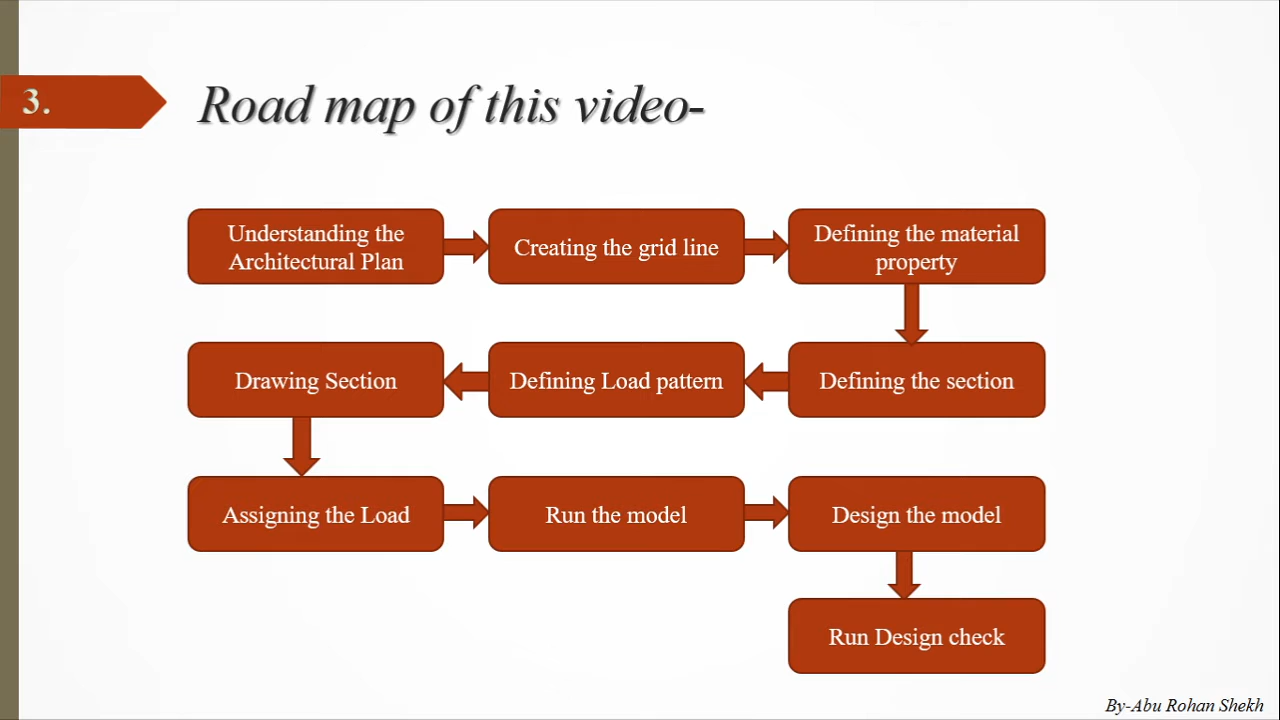 3.
Road map of this video-
Understanding the
Architectural Plan
Creating the grid line
Defining the material
property
Defining the section
Defining Load pattern
Drawing Section
Assigning the Load
Run the model
Design the model
Run Design check
By-Abu Rohan Shekh